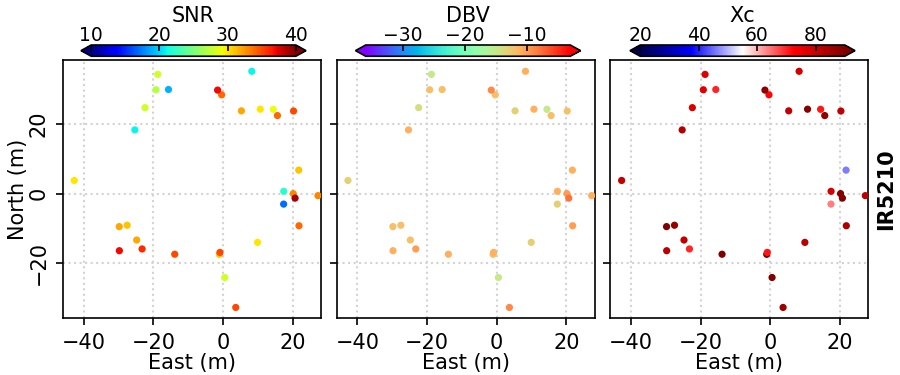 SNR DBV Xc
10 20 30 40 −30 −20 −10 20 40 60 80
20
0
−20
North (m)
IR5210
−40 −20 0 20 −40 −20 0 20 −40 −20 0 20
East (m) East (m) East (m)